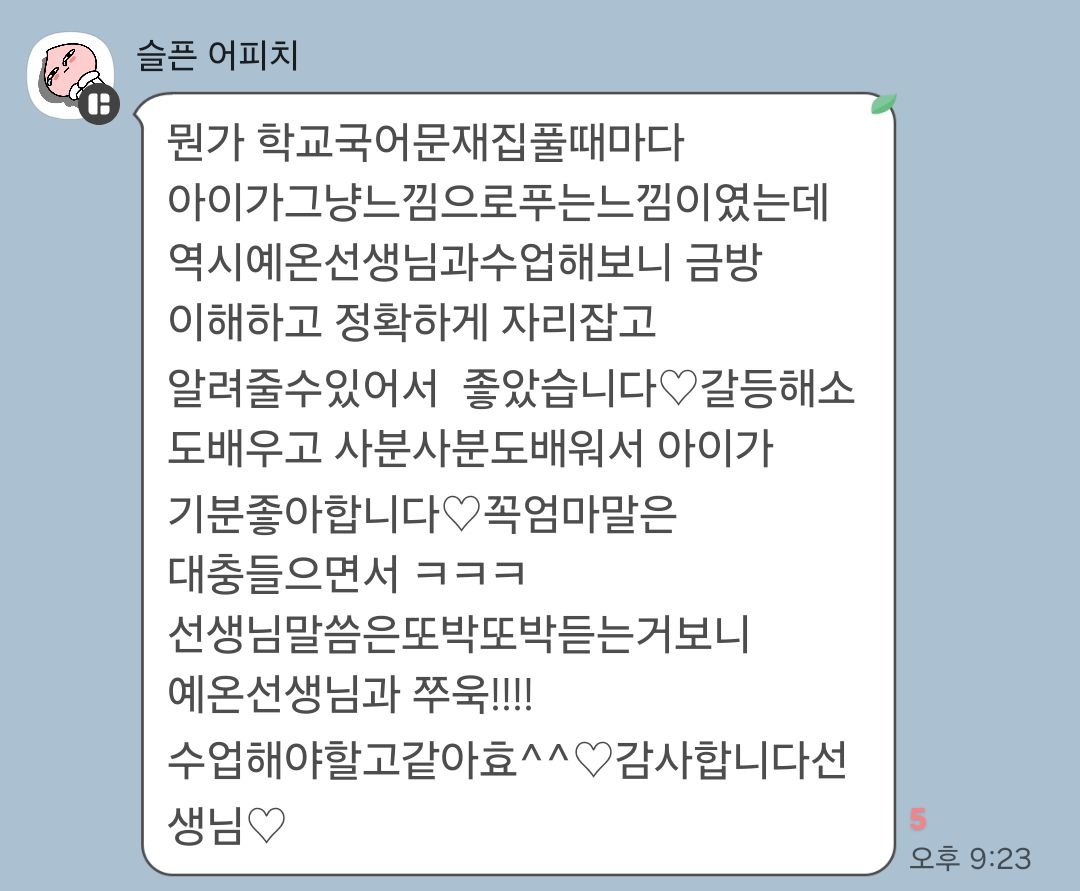 슬픈 어피치
뭔가 학교국어문재집풀때마다
아이가그냥느낌으로푸는느낌이였는데
역시예온선생님과수업해보니 금방
이해하고 정확하게 자리잡고
알려줄수있어서  좋았습니다♡갈등해소
도배우고 사분사분도배워서 아이가
기분좋아합니다♡꼭엄마말은
대충들으면서 ㅋㅋㅋ
선생님말씀은또박또박듣는거보니
예온선생님과 쭈욱!!!!
수업해야할고같아효^^♡감사합니다선
생님♡
5
오후 9:23